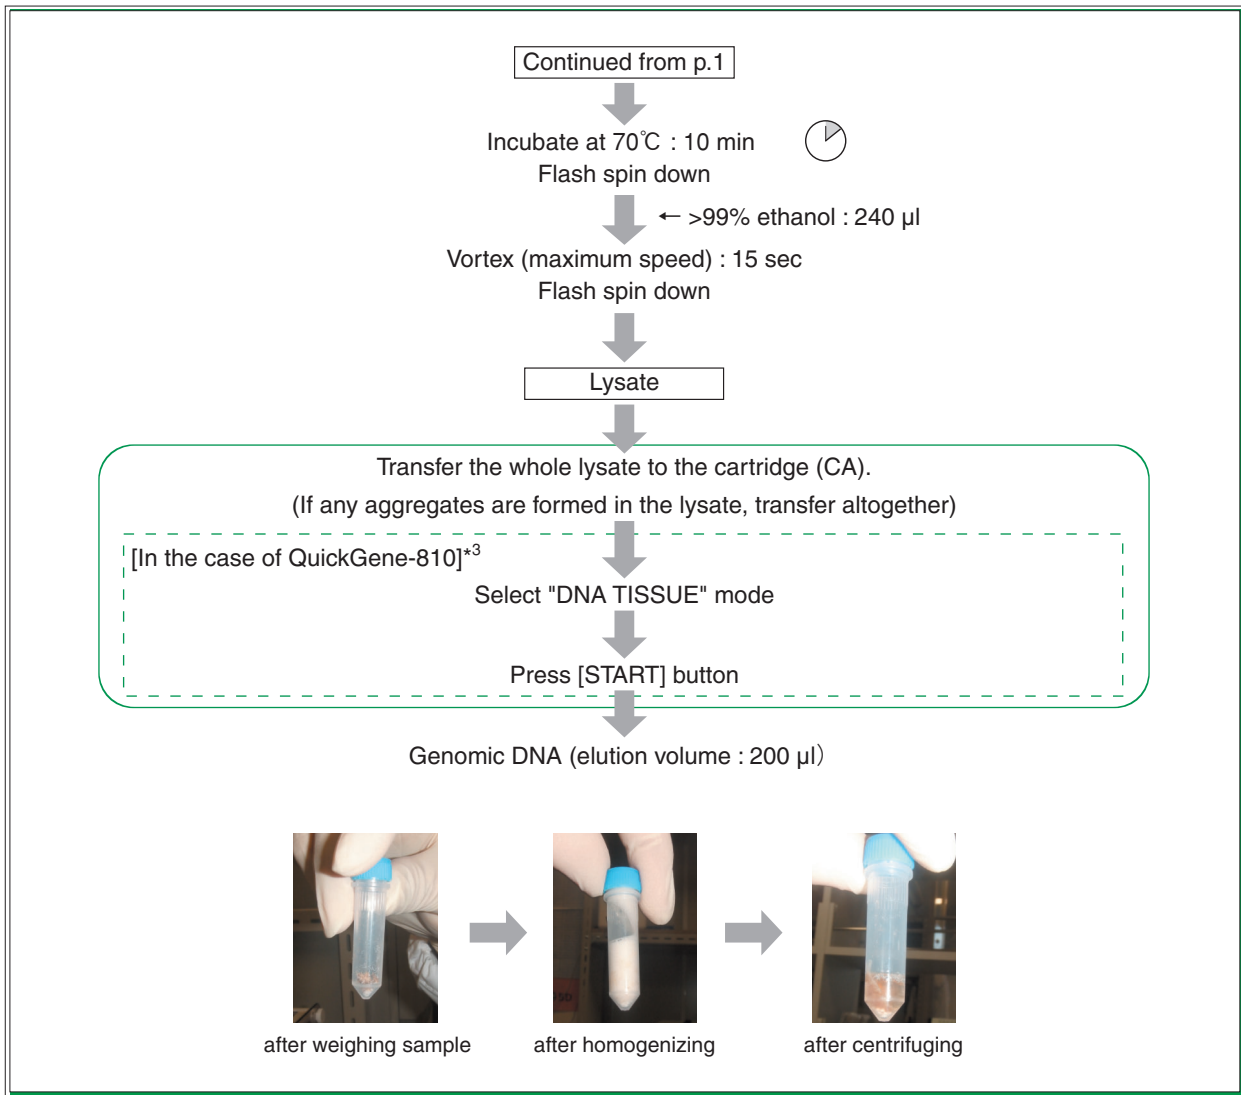 Continued from p.1
Incubate at 70℃ : 10 min
Flash spin down
← >99% ethanol : 240 µl
Vortex (maximum speed) : 15 sec
Flash spin down
Lysate
Transfer the whole lysate to the cartridge (CA).
(If any aggregates are formed in the lysate, transfer altogether)
[In the case of QuickGene-810]*3
Select "DNA TISSUE" mode
Press [START] button
Genomic DNA (elution volume : 200 µl)
after weighing sample
after homogenizing
after centrifuging